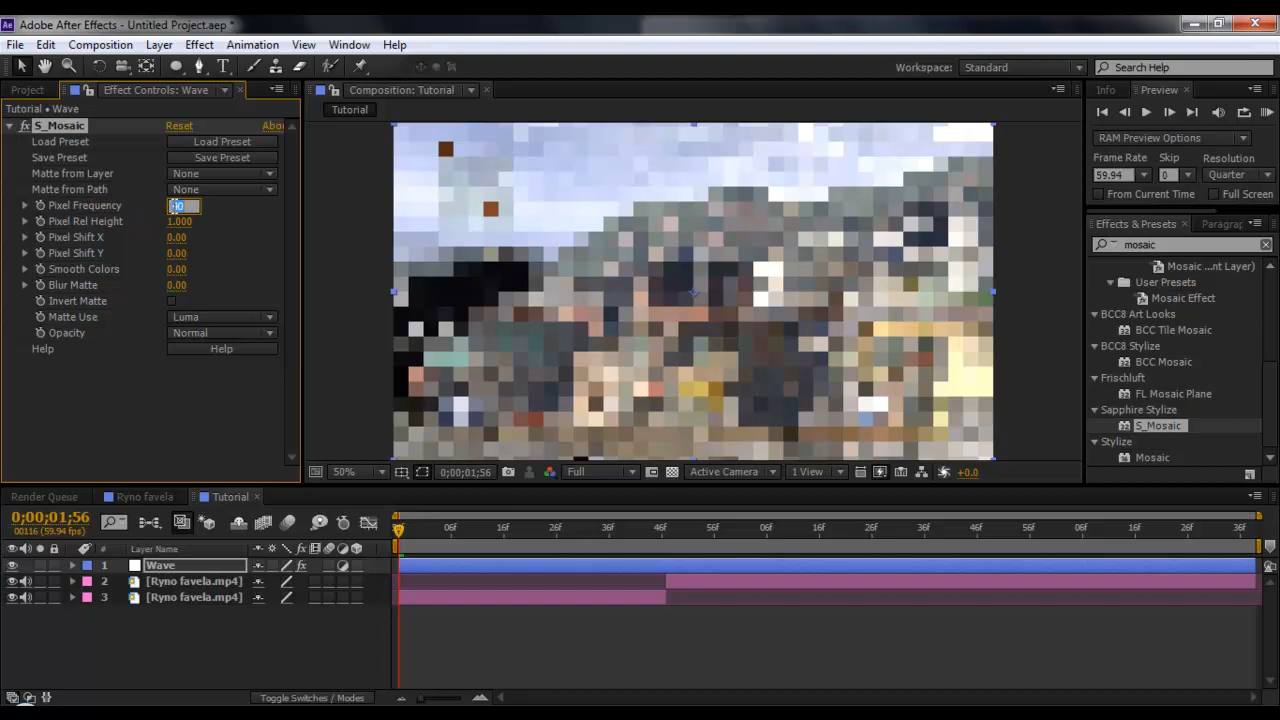 Ae Adobe After Effects - Untitled Project.aep *
File Edit Composition Layer Effect Animation View Window Help
Workspace: Standard Search Help
Project Effect Controls: Wave Composition: Tutorial Info Preview
Tutorial • Wave
Tutorial
fx S_Mosaic Reset Abou
Load Preset Load Preset
Save Preset Save Preset
Matte from Layer None
Matte from Path None
Pixel Frequency 40
Pixel Rel Height 1.000
Pixel Shift X 0.00
Pixel Shift Y 0.00
Smooth Colors 0.00
Blur Matte 0.00
Invert Matte
Matte Use Luma
Opacity Normal
Help Help
RAM Preview Options
Frame Rate Skip Resolution
59.94 0 Quarter
From Current Time Full Screen
Effects & Presets Paragra
mosaic
Mosaic ...nt Layer)
User Presets
Mosaic Effect
BCC8 Art Looks
BCC Tile Mosaic
BCC8 Stylize
BCC Mosaic
Frischluft
FL Mosaic Plane
Sapphire Stylize
S_Mosaic
Stylize
Mosaic
50% 0;00;01;56 Full Active Camera 1 View +0.0
Render Queue Ryno favela Tutorial
0;00;01;56
00116 (59.94 fps)
06f 16f 26f 36f 46f 56f 06f 16f 26f 36f 46f 56f 06f 16f 26f 36f
# Layer Name
1 Wave
2 [Ryno favela.mp4]
3 [Ryno favela.mp4]
Toggle Switches / Modes